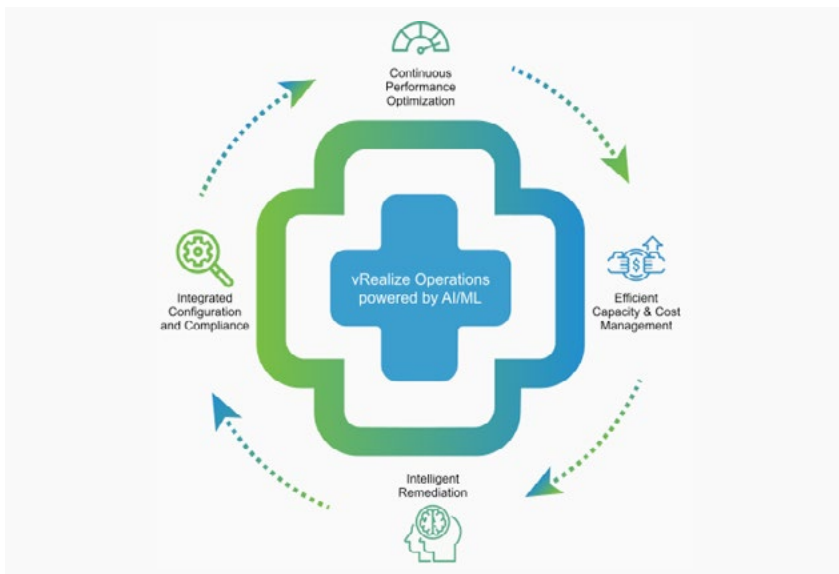 Continuous
Performance
Optimization
vRealize Operations
powered by AI/ML
Integrated
Configuration
and Compliance
Efficient
Capacity & Cost
Management
Intelligent
Remediation